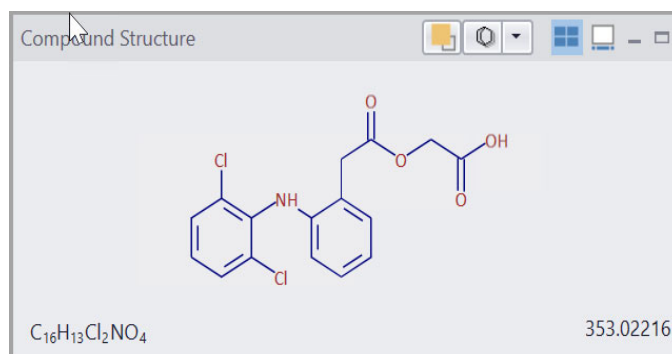 Compound Structure
O
Cl
OH
O
NH
O
Cl
C₁₆H₁₃Cl₂NO₄ 353.02216